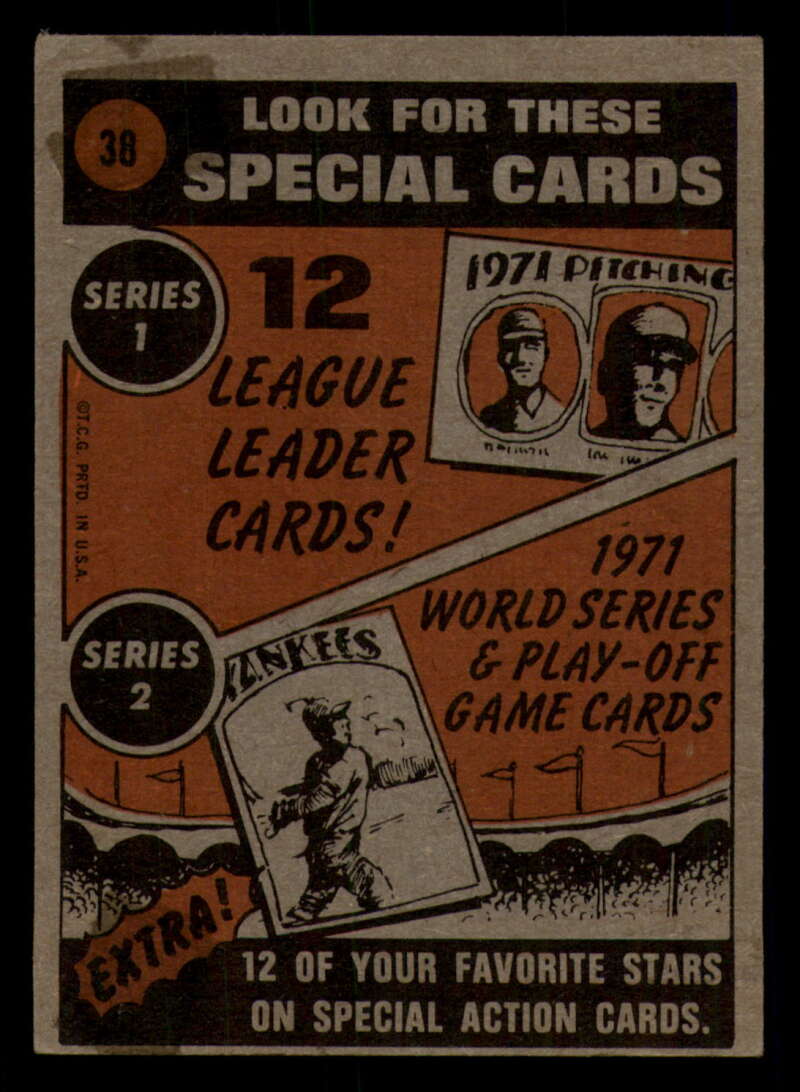 38
LOOK FOR THESE
SPECIAL CARDS
SERIES
1
12
LEAGUE
LEADER
CARDS!
1971 PITCHING
©T.C.G. PRTD. IN U.S.A.
1971
WORLD SERIES
& PLAY-OFF
GAME CARDS
SERIES
2
YANKEES
EXTRA!
12 OF YOUR FAVORITE STARS
ON SPECIAL ACTION CARDS.